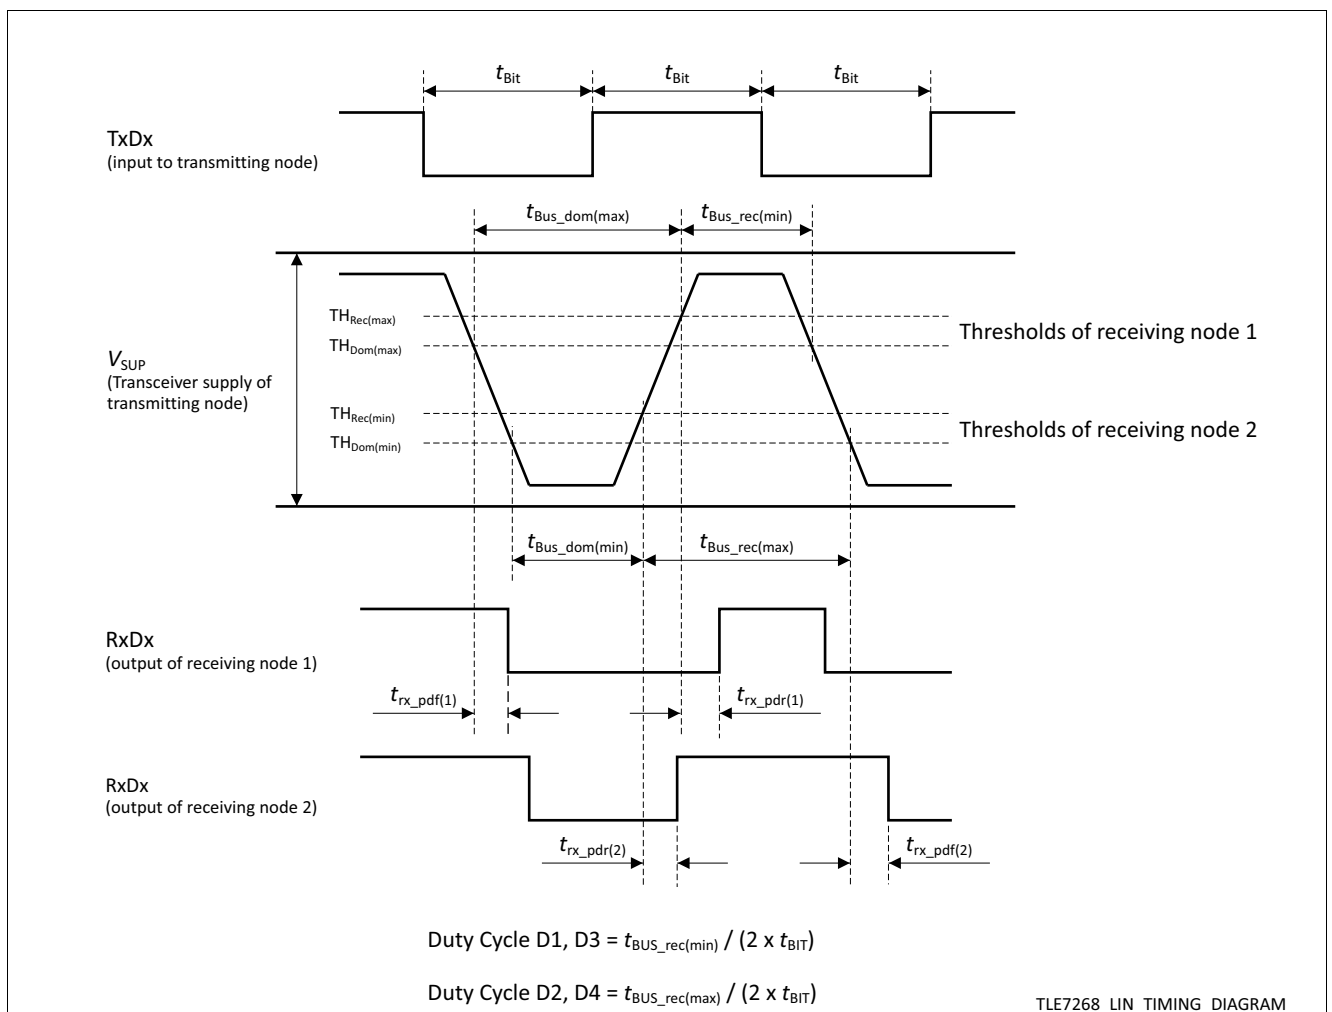 tBit tBit tBit
TxDx
(input to transmitting node)
tBus_dom(max) tBus_rec(min)
THRec(max)
Thresholds of receiving node 1
THDom(max)
VSUP
(Transceiver supply of
transmitting node)
THRec(min)
Thresholds of receiving node 2
THDom(min)
tBus_dom(min) tBus_rec(max)
RxDx
(output of receiving node 1)
trx_pdf(1) trx_pdr(1)
RxDx
(output of receiving node 2)
trx_pdr(2) trx_pdf(2)
Duty Cycle D1, D3 = tBUS_rec(min) / (2 x tBIT)
Duty Cycle D2, D4 = tBUS_rec(max) / (2 x tBIT)
TLE7268_LIN_TIMING_DIAGRAM